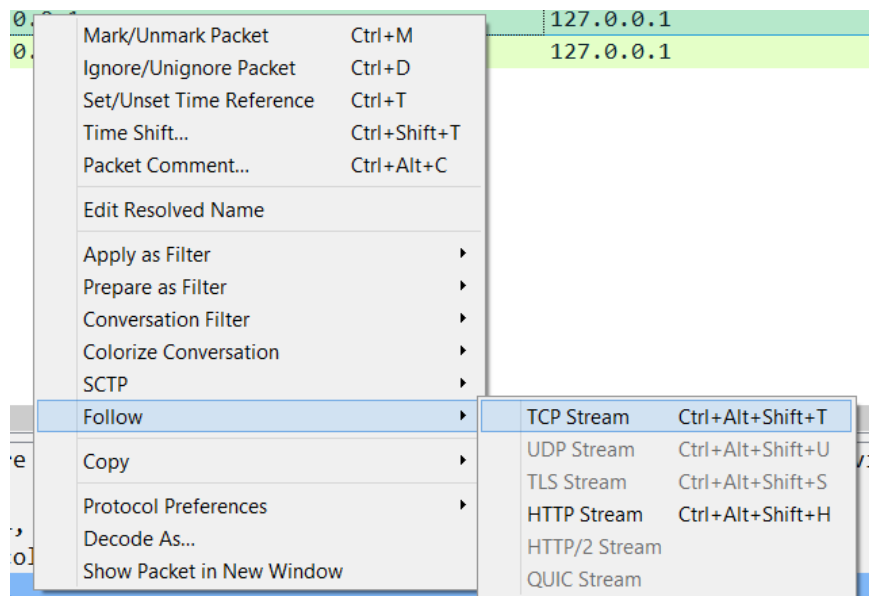 127.0.0.1
127.0.0.1
Mark/Unmark Packet Ctrl+M
Ignore/Unignore Packet Ctrl+D
Set/Unset Time Reference Ctrl+T
Time Shift... Ctrl+Shift+T
Packet Comment... Ctrl+Alt+C
Edit Resolved Name
Apply as Filter
Prepare as Filter
Conversation Filter
Colorize Conversation
SCTP
Follow
Copy
Protocol Preferences
Decode As...
Show Packet in New Window
TCP Stream Ctrl+Alt+Shift+T
UDP Stream Ctrl+Alt+Shift+U
TLS Stream Ctrl+Alt+Shift+S
HTTP Stream Ctrl+Alt+Shift+H
HTTP/2 Stream
QUIC Stream